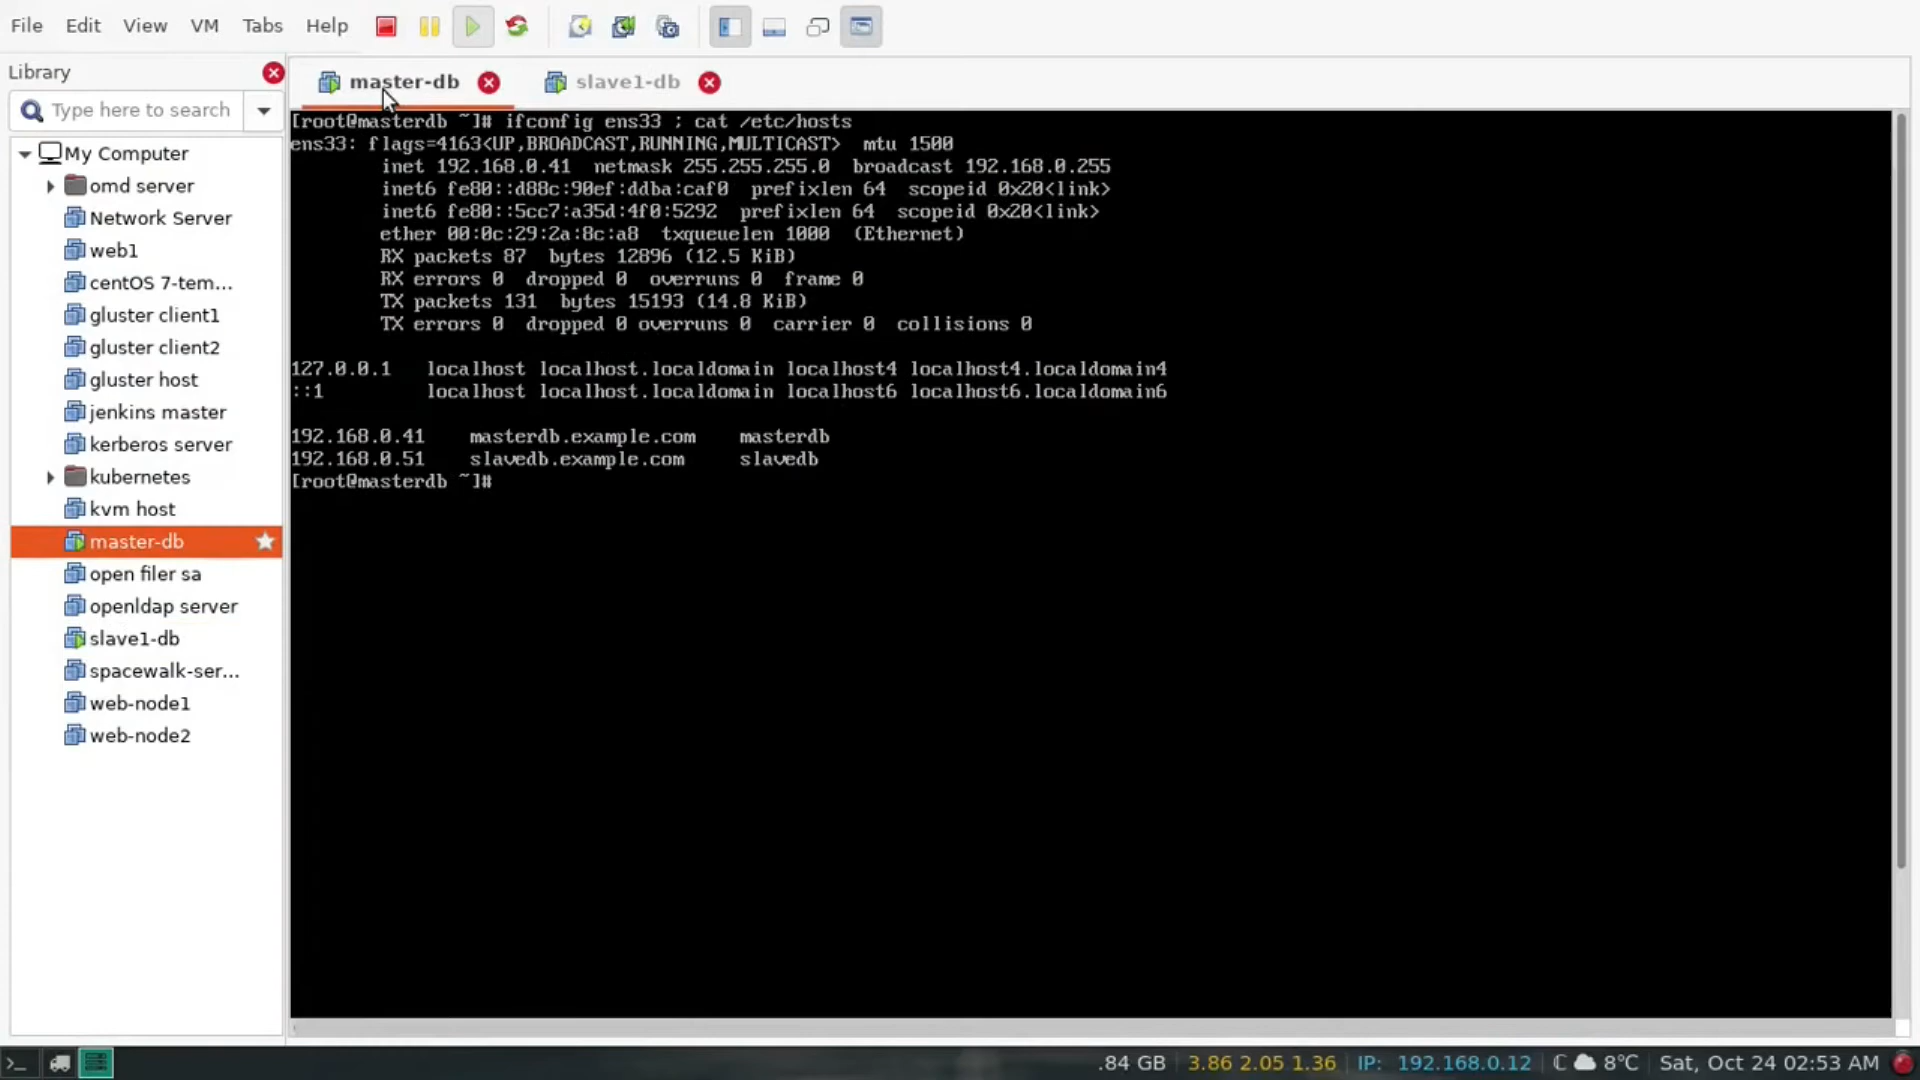 File Edit View VM Tabs Help
Library
master-db slave1-db
Type here to search
My Computer
omd server
Network Server
web1
centOS 7-tem...
gluster client1
gluster client2
gluster host
jenkins master
kerberos server
kubernetes
kvm host
master-db
open filer sa
openldap server
slave1-db
spacewalk-ser...
web-node1
web-node2
[root@masterdb ~]# ifconfig ens33 ; cat /etc/hosts
ens33: flags=4163<UP,BROADCAST,RUNNING,MULTICAST>  mtu 1500
inet 192.168.0.41  netmask 255.255.255.0  broadcast 192.168.0.255
inet6 fe80::d88c:90ef:ddba:caf0  prefixlen 64  scopeid 0x20<link>
inet6 fe80::5cc7:a35d:4f0:5292  prefixlen 64  scopeid 0x20<link>
ether 00:0c:29:2a:8c:a8  txqueuelen 1000  (Ethernet)
RX packets 87  bytes 12896 (12.5 KiB)
RX errors 0  dropped 0  overruns 0  frame 0
TX packets 131  bytes 15193 (14.8 KiB)
TX errors 0  dropped 0 overruns 0  carrier 0  collisions 0
127.0.0.1   localhost localhost.localdomain localhost4 localhost4.localdomain4
::1         localhost localhost.localdomain localhost6 localhost6.localdomain6
192.168.0.41    masterdb.example.com    masterdb
192.168.0.51    slavedb.example.com     slavedb
[root@masterdb ~]#
.84 GB 3.86 2.05 1.36 IP: 192.168.0.12 8°C Sat, Oct 24 02:53 AM